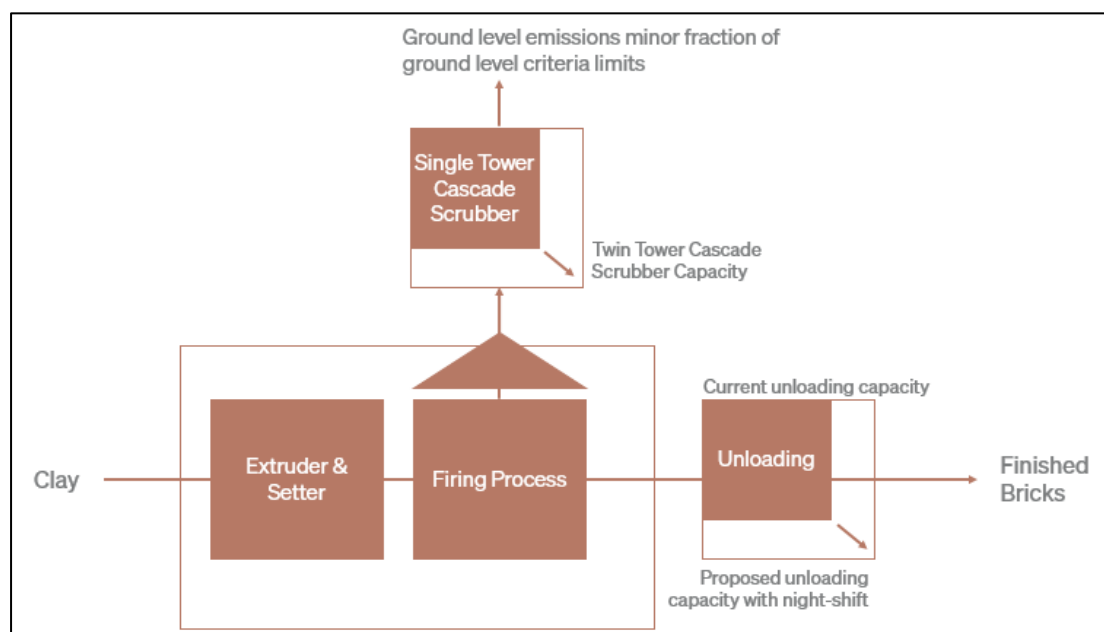 Ground level emissions minor fraction of
ground level criteria limits
Single Tower
Cascade
Scrubber
Twin Tower Cascade
Scrubber Capacity
Current unloading capacity
Clay
Extruder &
Setter
Firing Process
Unloading
Finished
Bricks
Proposed unloading
capacity with night-shift